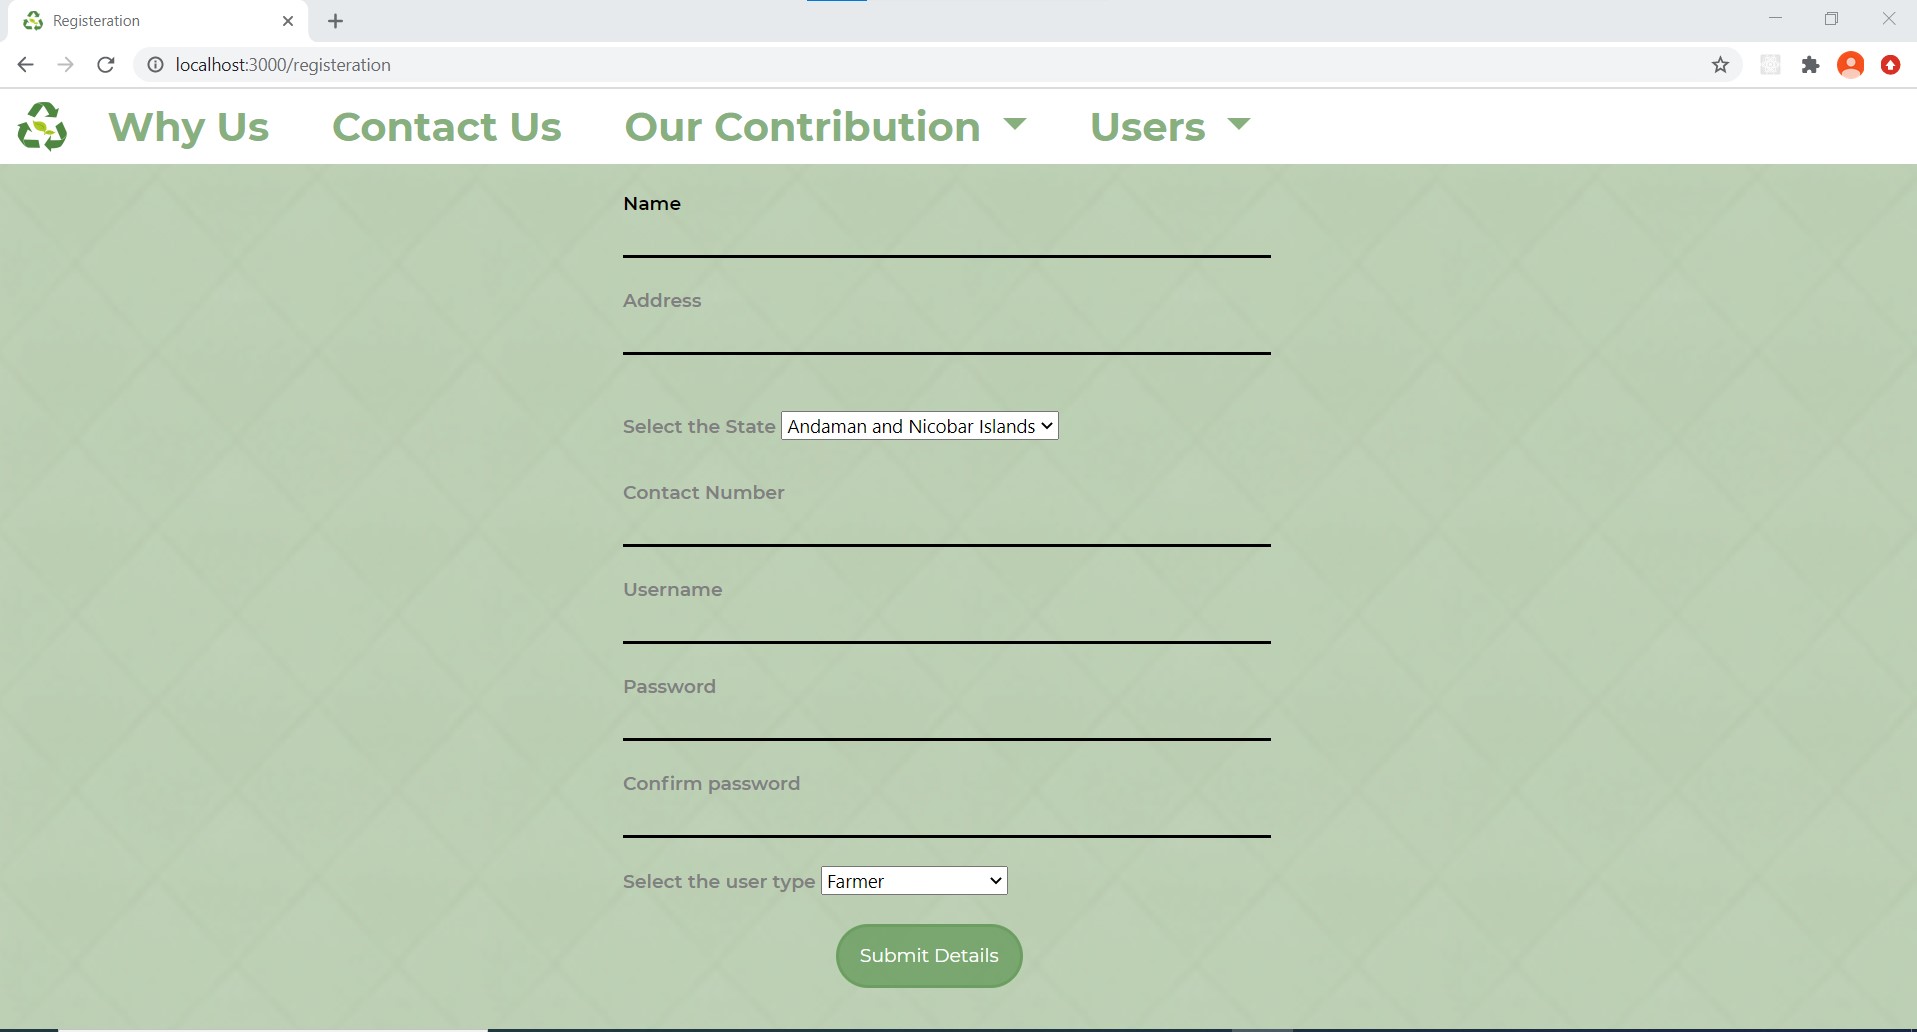 Registeration
localhost:3000/registeration
Why Us Contact Us Our Contribution Users
Name
Address
Select the State Andaman and Nicobar Islands
Contact Number
Username
Password
Confirm password
Select the user type Farmer
Submit Details